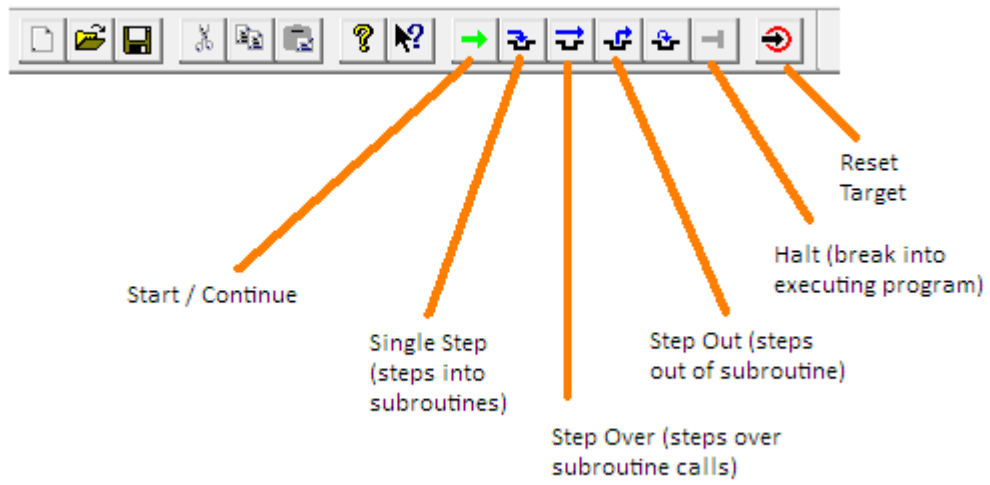 Reset
Target
Halt (break into
executing program)
Start / Continue
Single Step
(steps into
subroutines)
Step Out (steps
out of subroutine)
Step Over (steps over
subroutine calls)